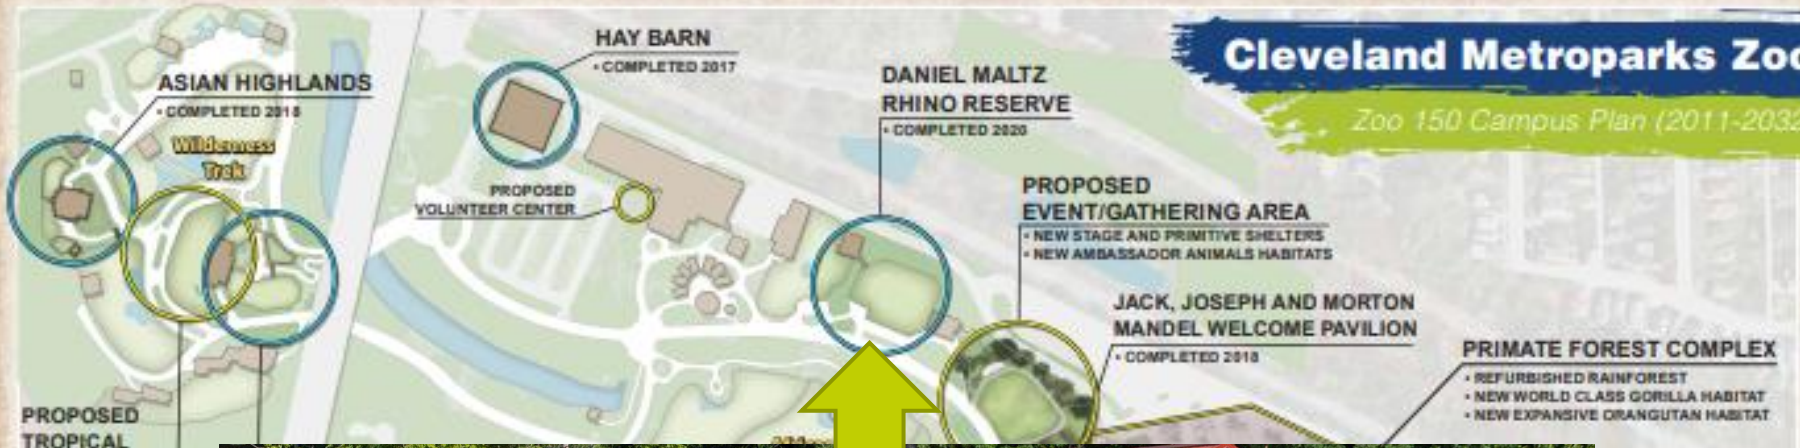 Cleveland Metroparks Zoo
Zoo 150 Campus Plan (2011-2032
HAY BARN
• COMPLETED 2017
ASIAN HIGHLANDS
• COMPLETED 2018
Wilderness
Trek
DANIEL MALTZ
RHINO RESERVE
• COMPLETED 2020
PROPOSED
VOLUNTEER CENTER
PROPOSED
EVENT/GATHERING AREA
• NEW STAGE AND PRIMITIVE SHELTERS
• NEW AMBASSADOR ANIMALS HABITATS
JACK, JOSEPH AND MORTON
MANDEL WELCOME PAVILION
• COMPLETED 2018
PRIMATE FOREST COMPLEX
• REFURBISHED RAINFOREST
• NEW WORLD CLASS GORILLA HABITAT
• NEW EXPANSIVE ORANGUTAN HABITAT
PROPOSED
TROPICAL